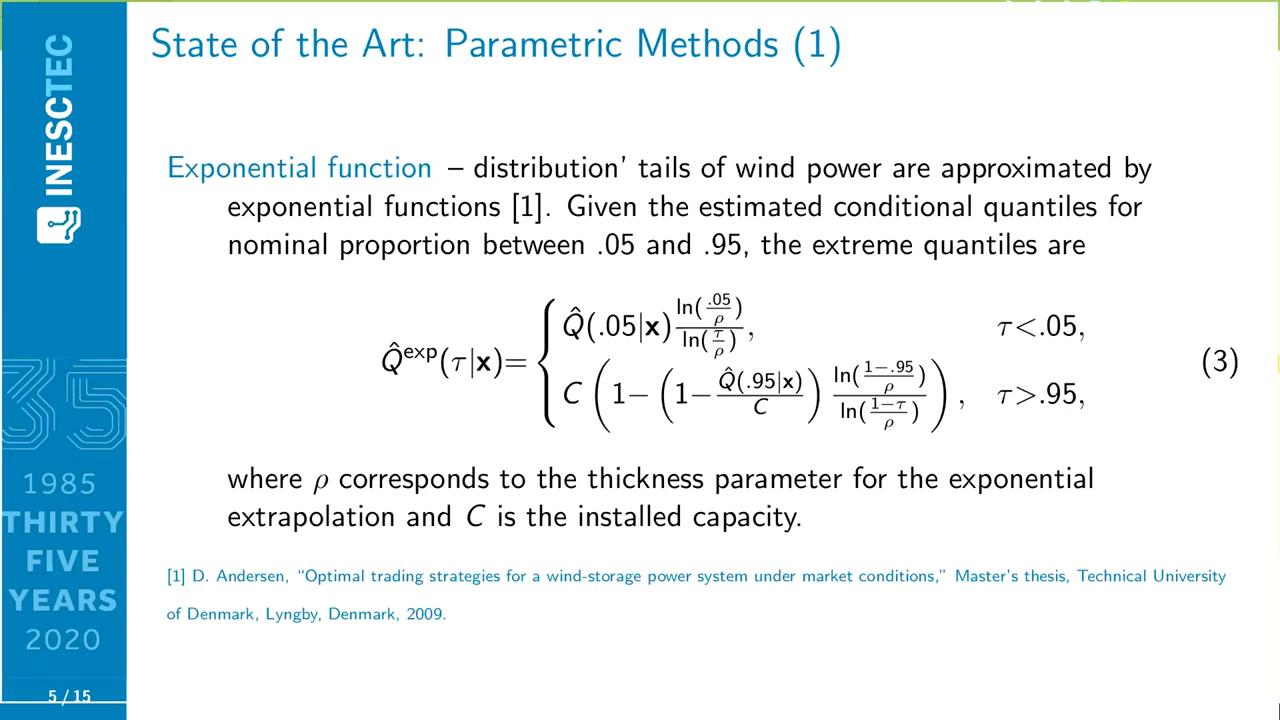 State of the Art: Parametric Methods (1)
INESCTEC
Exponential function – distribution' tails of wind power are approximated by
exponential functions [1]. Given the estimated conditional quantiles for
nominal proportion between .05 and .95, the extreme quantiles are
Q̂^exp(τ|x)= { Q̂(.05|x) ln(.05/ρ)/ln(τ/ρ), τ<.05,
C(1−(1−Q̂(.95|x)/C) ln((1−.95)/ρ)/ln((1−τ)/ρ)), τ>.95,
(3)
where ρ corresponds to the thickness parameter for the exponential
extrapolation and C is the installed capacity.
[1] D. Andersen, “Optimal trading strategies for a wind-storage power system under market conditions,” Master's thesis, Technical University
of Denmark, Lyngby, Denmark, 2009.
35
1985
THIRTY
FIVE
YEARS
2020
5 / 15